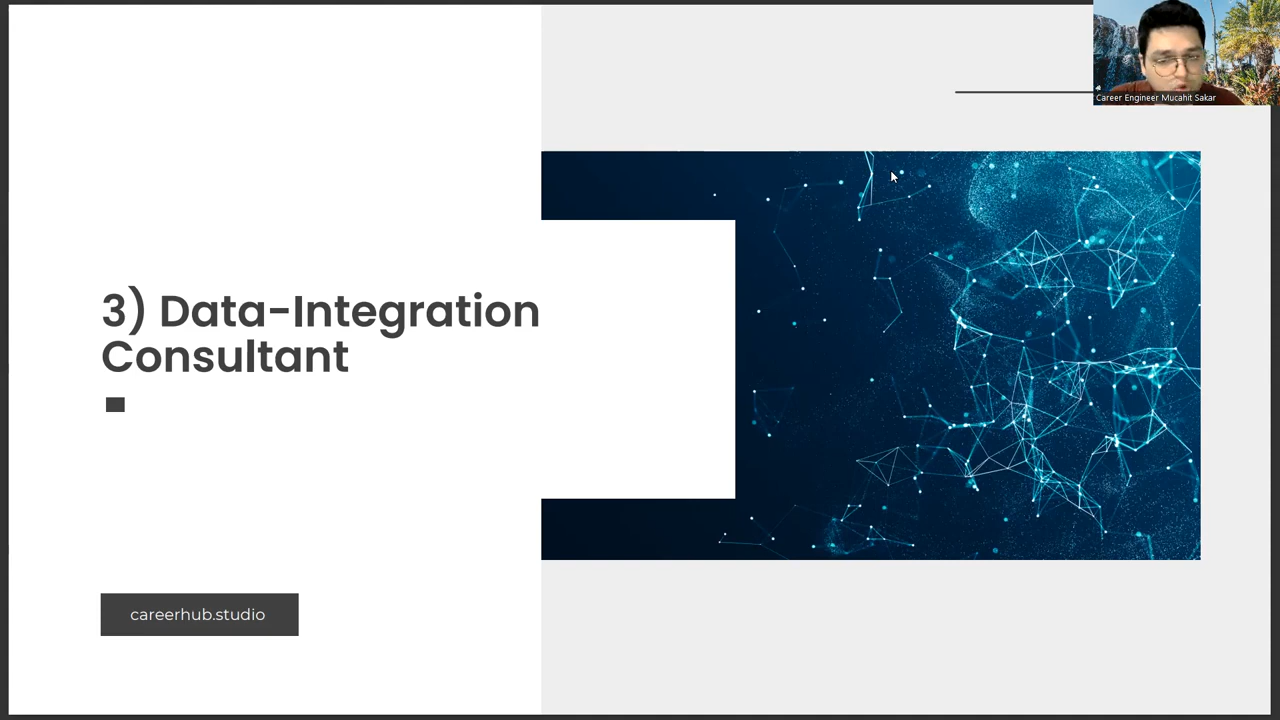 Career Engineer Mucahit Sakar
3) Data-Integration
Consultant
careerhub.studio